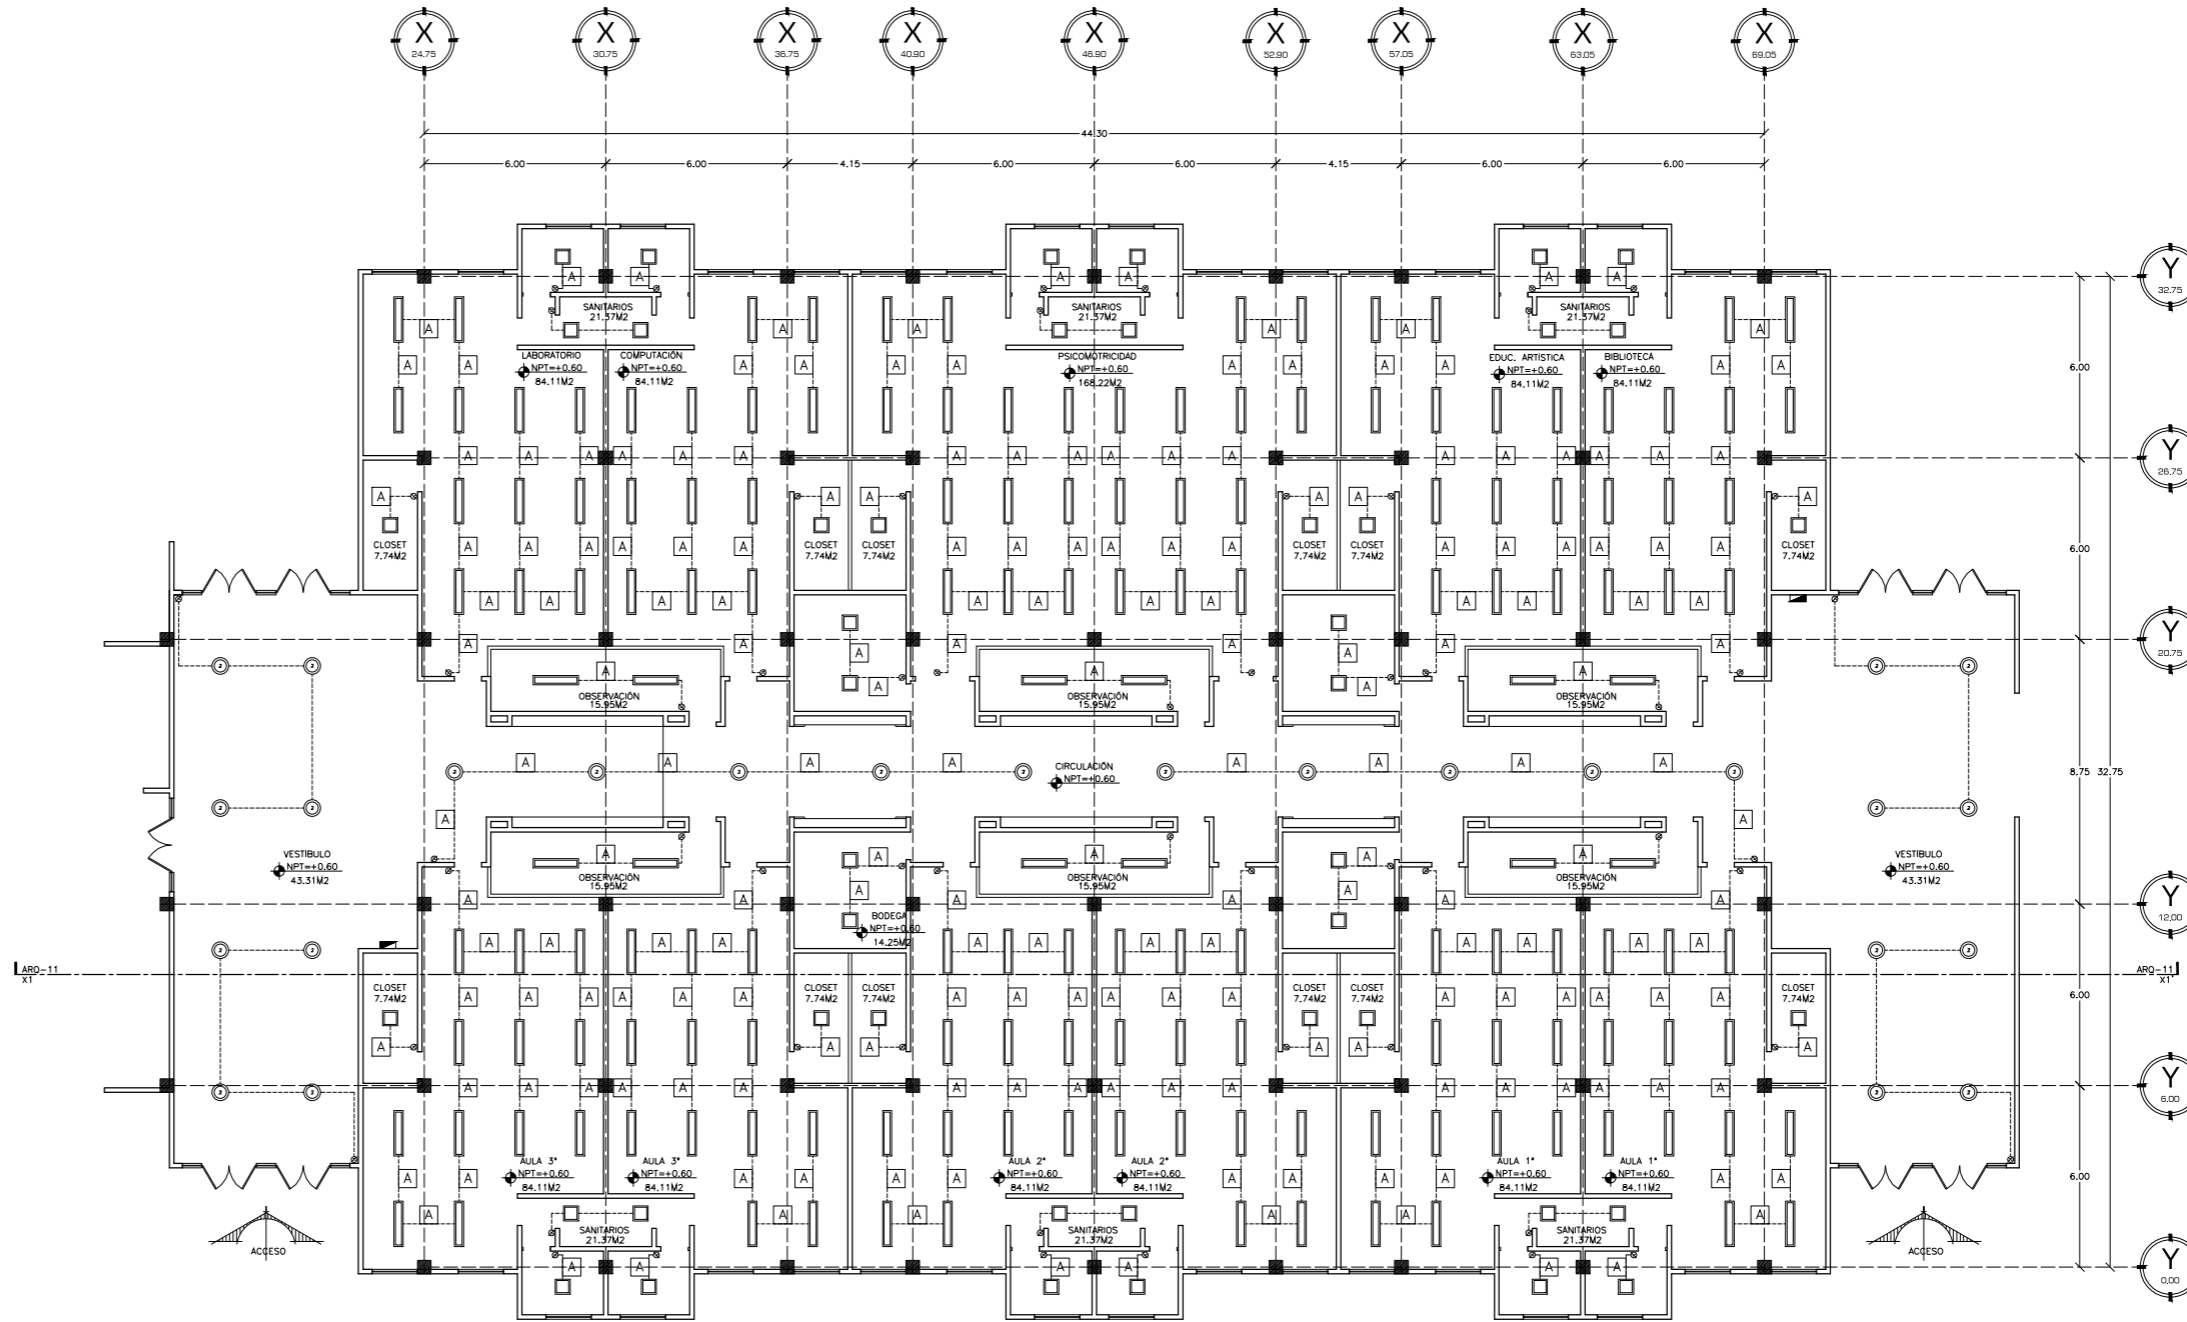 X X X X X X X X X
24.75 30.75 36.75 40.90 46.90 52.90 57.05 63.05 69.05
44.30
6.00 6.00 4.15 6.00 6.00 4.15 6.00 6.00
Y
32.75
A A A A A A
SANITARIOS SANITARIOS SANITARIOS
21.37M2 21.37M2 21.37M2
A A A A A A
LABORATORIO COMPUTACIÓN PSICOMOTRICIDAD EDUC. ARTÍSTICA BIBLIOTECA
NPT=+0.60 NPT=+0.60 NPT=+0.60 NPT=+0.60 NPT=+0.60
84.11M2 84.11M2 168.22M2 84.11M2 84.11M2
A A A A A A A A A A A A
6.00
A A A A A A A A A A A A A A A A A A
Y
26.75
A A A A A A
CLOSET CLOSET CLOSET CLOSET CLOSET CLOSET
7.74M2 7.74M2 7.74M2 7.74M2 7.74M2 7.74M2
A A A A A A A A A A A A A A A A A A
6.00
A A A A A A A A A A A A
A A A A A A
Y
20.75
A A
A A A
OBSERVACIÓN OBSERVACIÓN OBSERVACIÓN
15.95M2 15.95M2 15.95M2
A A
A A A A A A A A
CIRCULACIÓN
NPT=+0.60
8.75 32.75
A A
A A A
A A
OBSERVACIÓN OBSERVACIÓN OBSERVACIÓN
15.95M2 15.95M2 15.95M2
VESTÍBULO VESTÍBULO
NPT=+0.60 NPT=+0.60
43.31M2 43.31M2
A A
A A A A A A
Y
12.00
BODEGA
NPT=+0.60
14.25M2
A A A A A A A A A A A A
ARQ-11 ARQ-11
X1 X1'
CLOSET CLOSET CLOSET CLOSET CLOSET CLOSET
7.74M2 7.74M2 7.74M2 7.74M2 7.74M2 7.74M2
A A A A A A A A A A A A A A A A A A
6.00
A A A A A A
A A A A A A A A A A A A A A A A A A
Y
6.00
AULA 3° AULA 3° AULA 2° AULA 2° AULA 1° AULA 1°
NPT=+0.60 NPT=+0.60 NPT=+0.60 NPT=+0.60 NPT=+0.60 NPT=+0.60
84.11M2 84.11M2 84.11M2 84.11M2 84.11M2 84.11M2
A A A A A A A A A A A A
6.00
A A A A A A
SANITARIOS SANITARIOS SANITARIOS
21.37M2 21.37M2 21.37M2
ACCESO ACCESO
A A A A A A
Y
0.00